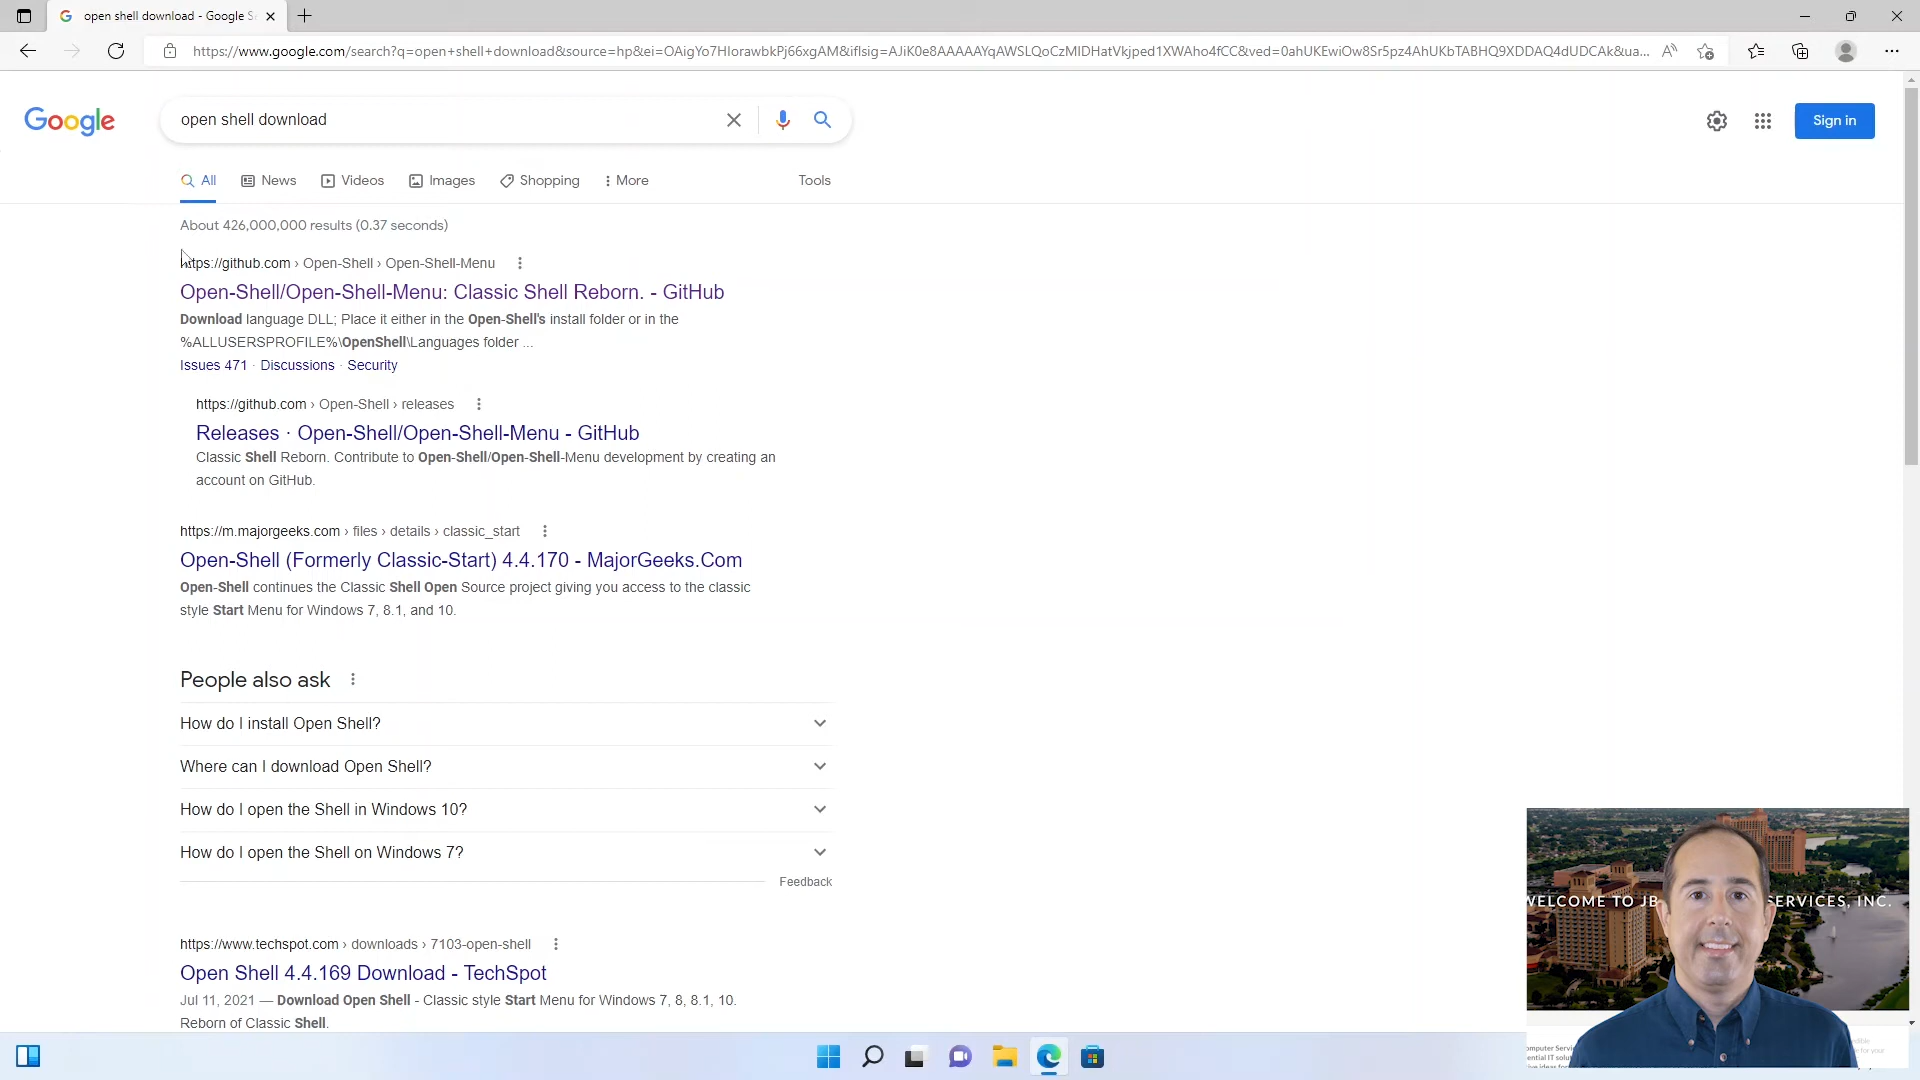 open shell download - Google S
https://www.google.com/search?q=open+shell+download&source=hp&ei=OAigYo7HIorawbkPj66xgAM&iflsig=AJiK0e8AAAAAYqAWSLQoCzMIDHatVkjped1XWAho4fCC&ved=0ahUKEwiOw8Sr5pz4AhUKbTABHQ9XDDAQ4dUDCAk&ua...
Google
open shell download
Sign in
All
News
Videos
Images
Shopping
More
Tools
About 426,000,000 results (0.37 seconds)
https://github.com › Open-Shell › Open-Shell-Menu
Open-Shell/Open-Shell-Menu: Classic Shell Reborn. - GitHub
Download language DLL; Place it either in the Open-Shell's install folder or in the
%ALLUSERSPROFILE%\OpenShell\Languages folder ...
Issues 471 · Discussions · Security
https://github.com › Open-Shell › releases
Releases · Open-Shell/Open-Shell-Menu - GitHub
Classic Shell Reborn. Contribute to Open-Shell/Open-Shell-Menu development by creating an
account on GitHub.
https://m.majorgeeks.com › files › details › classic_start
Open-Shell (Formerly Classic-Start) 4.4.170 - MajorGeeks.Com
Open-Shell continues the Classic Shell Open Source project giving you access to the classic
style Start Menu for Windows 7, 8.1, and 10.
People also ask
How do I install Open Shell?
Where can I download Open Shell?
How do I open the Shell in Windows 10?
How do I open the Shell on Windows 7?
Feedback
https://www.techspot.com › downloads › 7103-open-shell
Open Shell 4.4.169 Download - TechSpot
Jul 11, 2021 — Download Open Shell - Classic style Start Menu for Windows 7, 8, 8.1, 10.
Reborn of Classic Shell.
WELCOME TO JB SERVICES, INC.